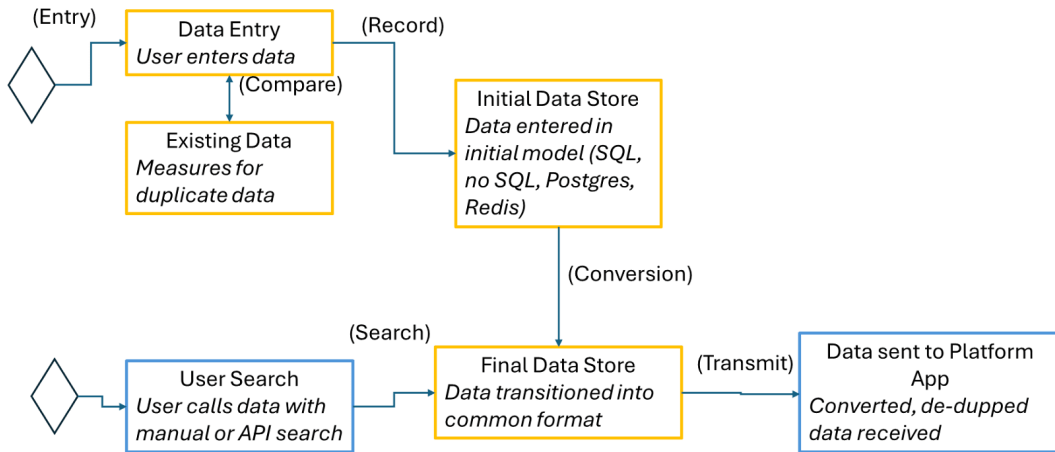 (Entry)
Data Entry
User enters data
(Record)
(Compare)
Existing Data
Measures for
duplicate data
Initial Data Store
Data entered in
initial model (SQL,
no SQL, Postgres,
Redis)
(Conversion)
(Search)
User Search
User calls data with
manual or API search
Final Data Store
Data transitioned into
common format
(Transmit)
Data sent to Platform
App
Converted, de-dupped
data received